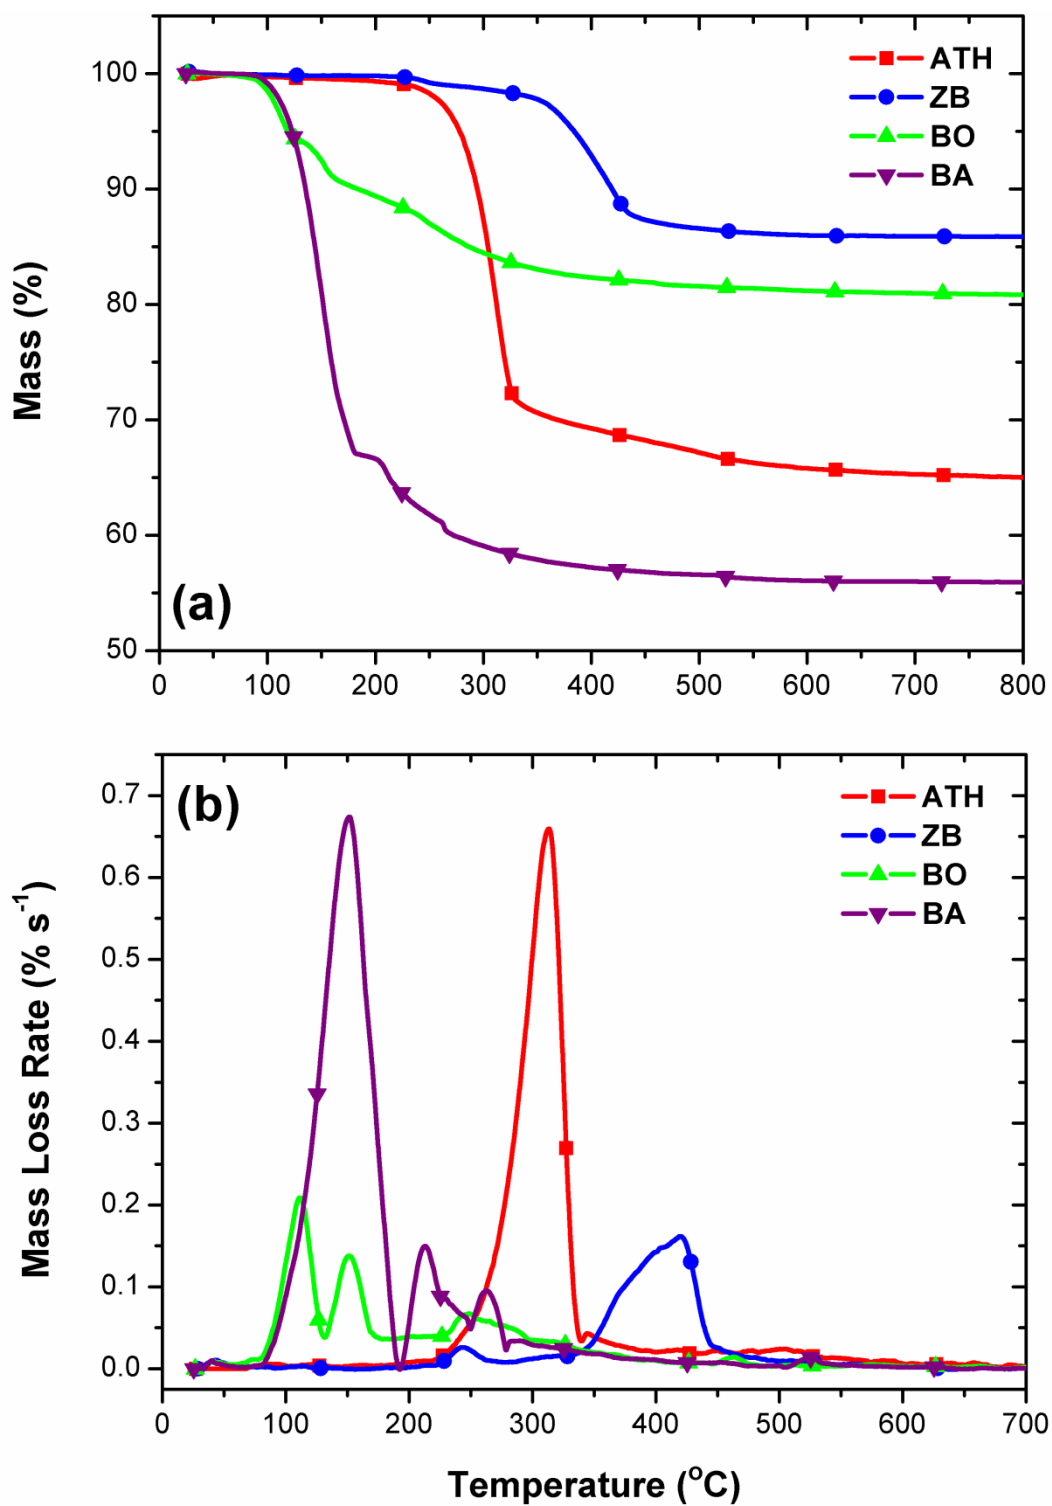 100
90
80
70
60
50
Mass (%)
ATH
ZB
BO
BA
(a)
0 100 200 300 400 500 600 700 800
0.7
0.6
0.5
0.4
0.3
0.2
0.1
0.0
Mass Loss Rate (% s-1)
(b)
ATH
ZB
BO
BA
0 100 200 300 400 500 600 700
Temperature (oC)